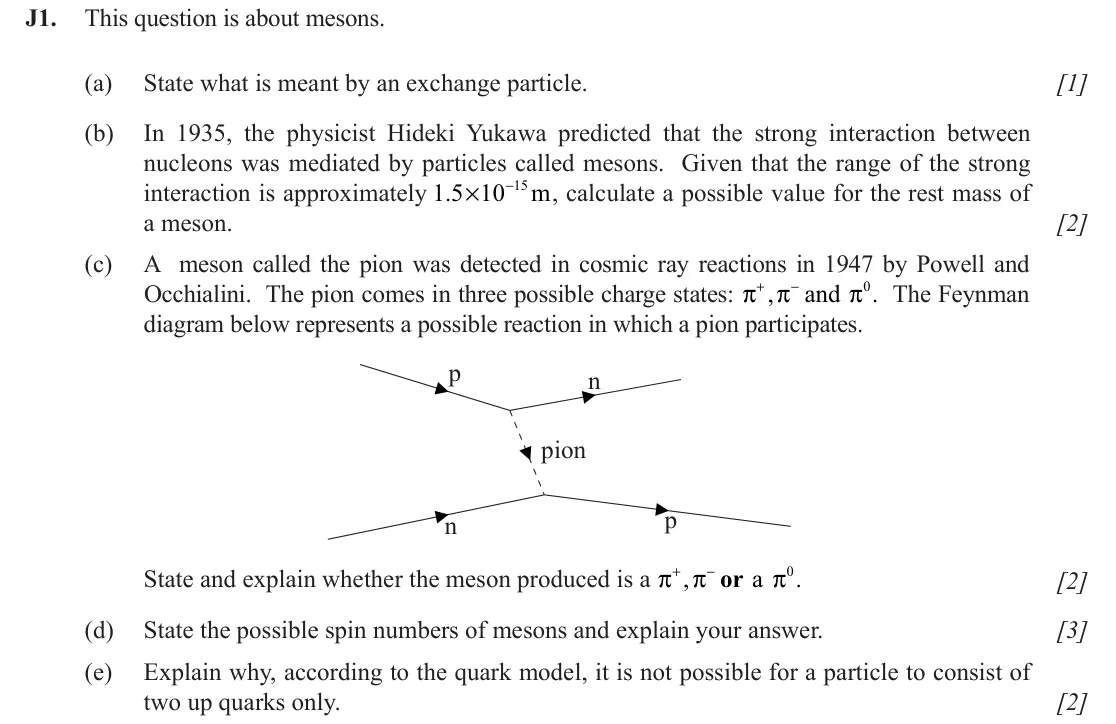 J1. This question is about mesons.
(a) State what is meant by an exchange particle. [1]
(b) In 1935, the physicist Hideki Yukawa predicted that the strong interaction between
nucleons was mediated by particles called mesons. Given that the range of the strong
interaction is approximately 1.5×10⁻¹⁵ m, calculate a possible value for the rest mass of
a meson. [2]
(c) A meson called the pion was detected in cosmic ray reactions in 1947 by Powell and
Occhialini. The pion comes in three possible charge states: π⁺, π⁻ and π⁰. The Feynman
diagram below represents a possible reaction in which a pion participates.
p
n
pion
n
p
State and explain whether the meson produced is a π⁺, π⁻ or a π⁰. [2]
(d) State the possible spin numbers of mesons and explain your answer. [3]
(e) Explain why, according to the quark model, it is not possible for a particle to consist of
two up quarks only. [2]